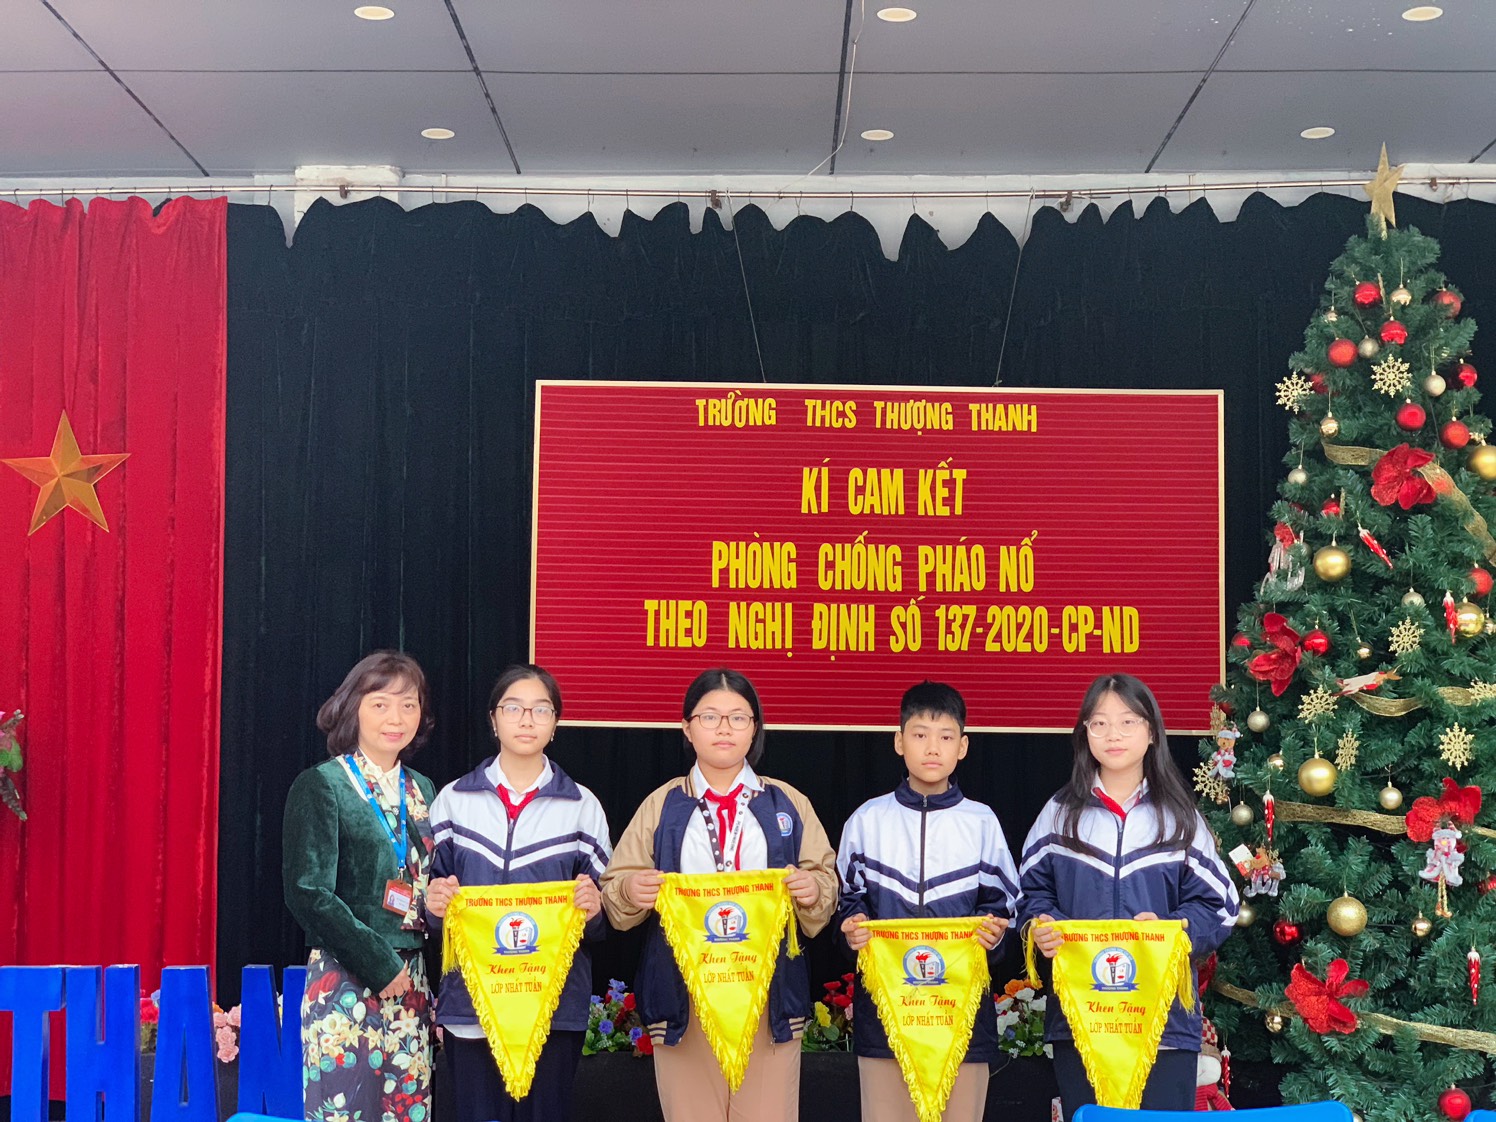 TRƯỜNG THCS THƯỢNG THANH
KÍ CAM KẾT
PHÒNG CHỐNG PHÁO NỔ
THEO NGHỊ ĐỊNH SỐ 137-2020-CP-ND
TRƯỜNG THCS THƯỢNG THANH
Khen Tặng
LỚP NHẤT TUẦN
TRƯỜNG THCS THƯỢNG THANH
Khen Tặng
LỚP NHẤT TUẦN
TRƯỜNG THCS THƯỢNG THANH
Khen Tặng
LỚP NHẤT TUẦN
TRƯỜNG THCS THƯỢNG THANH
Khen Tặng
LỚP NHẤT TUẦN
THAN